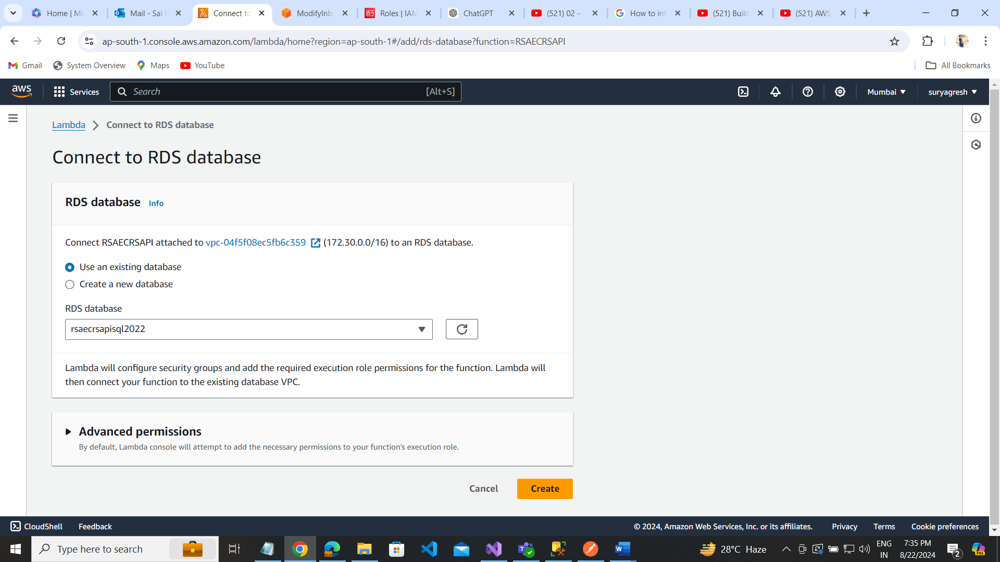 Home | Mi
Mail - Sai K
Connect to
ModifyInbo
Roles | IAM
ChatGPT
(521) 02 –
How to int
(521) Build
(521) AWS
ap-south-1.console.aws.amazon.com/lambda/home?region=ap-south-1#/add/rds-database?function=RSAECRSAPI
Gmail
System Overview
Maps
YouTube
All Bookmarks
aws
Services
Search
[Alt+S]
Mumbai
suryagresh
Lambda
Connect to RDS database
Connect to RDS database
RDS database Info
Connect RSAECRSAPI attached to vpc-04f5f08ec5fb6c359 (172.30.0.0/16) to an RDS database.
Use an existing database
Create a new database
RDS database
rsaecrsapisql2022
Lambda will configure security groups and add the required execution role permissions for the function. Lambda will
then connect your function to the existing database VPC.
Advanced permissions
By default, Lambda console will attempt to add the necessary permissions to your function's execution role.
Cancel
Create
CloudShell
Feedback
© 2024, Amazon Web Services, Inc. or its affiliates.
Privacy
Terms
Cookie preferences
Type here to search
28°C Haze
ENG
IN
7:35 PM
8/22/2024
2
PRE